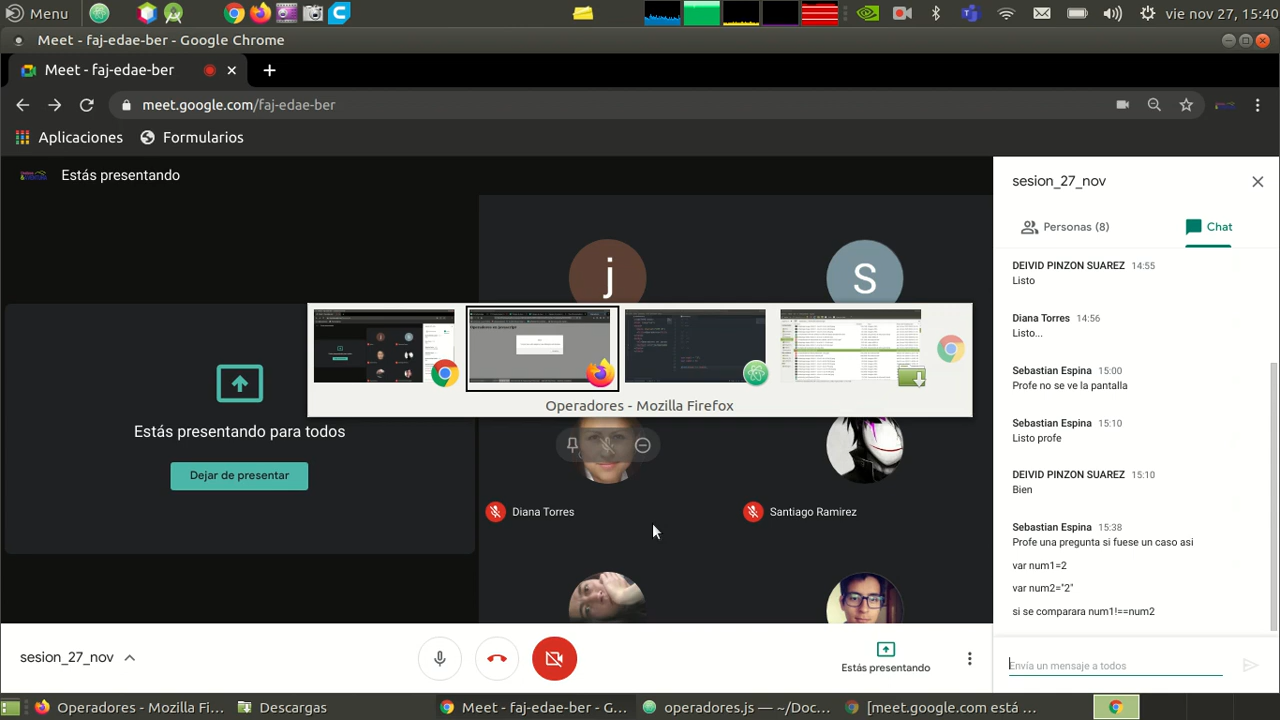 Menu
vie nov 27, 15:40
Meet - faj-edae-ber - Google Chrome
Meet - faj-edae-ber
meet.google.com/faj-edae-ber
Aplicaciones
Formularios
Estás presentando
sesion_27_nov
Personas (8)
Chat
DEIVID PINZON SUAREZ 14:55
Listo
Diana Torres 14:56
Listo...
Sebastian Espina 15:00
Profe no se ve la pantalla
Sebastian Espina 15:10
Listo profe
DEIVID PINZON SUAREZ 15:10
Bien
Sebastian Espina 15:38
Profe una pregunta si fuese un caso asi
var num1=2
var num2="2"
si se comparara num1!==num2
Envía un mensaje a todos
j
S
Operadores - Mozilla Firefox
Estás presentando para todos
Dejar de presentar
Diana Torres
Santiago Ramirez
sesion_27_nov
Estás presentando
Operadores - Mozilla Fi...
Descargas
Meet - faj-edae-ber - G...
operadores.js — ~/Doc...
[meet.google.com está ...